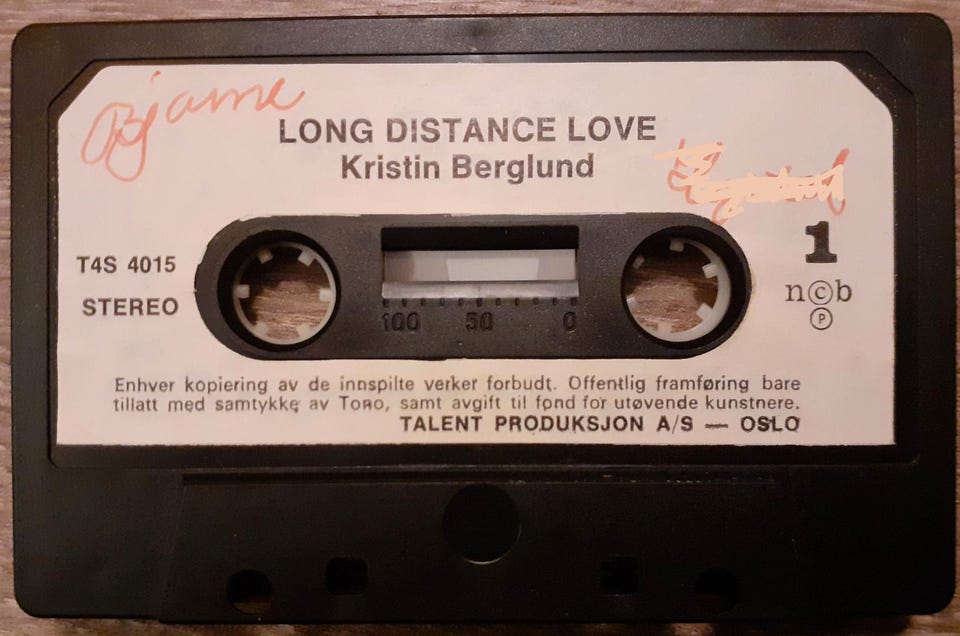 Bjarne
LONG DISTANCE LOVE
Kristin Berglund
1
T4S 4015
STEREO
n©b
℗
100 50 0
Enhver kopiering av de innspilte verker forbudt. Offentlig framføring bare
tillatt med samtykke av Tono, samt avgift til fond for utøvende kunstnere.
TALENT PRODUKSJON A/S — OSLO